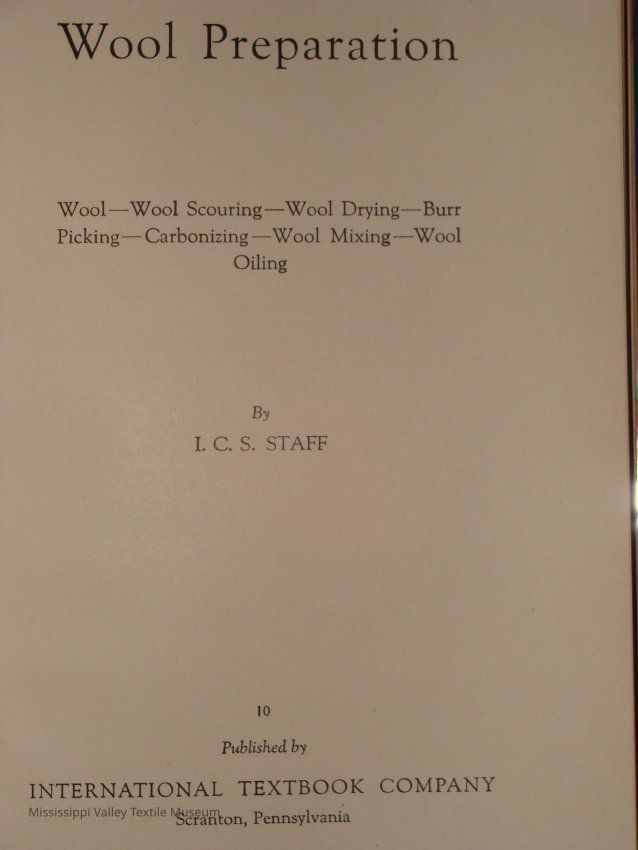 Wool Preparation
Wool—Wool Scouring—Wool Drying—Burr
Picking—Carbonizing—Wool Mixing—Wool
Oiling
By
I. C. S. STAFF
10
Published by
INTERNATIONAL TEXTBOOK COMPANY
Mississippi Valley Textile Museum
Scranton, Pennsylvania